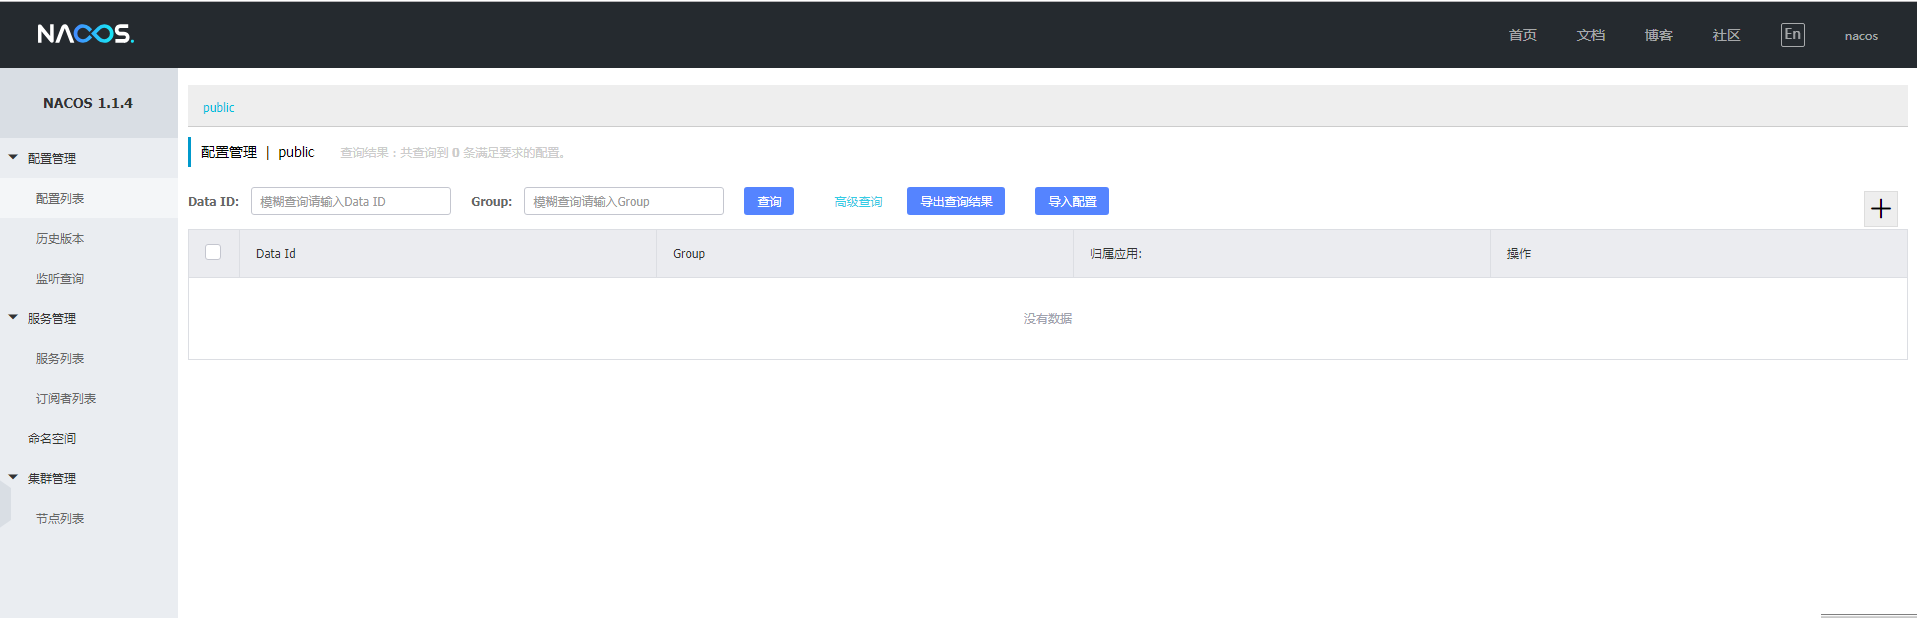 NACOS.
首页 文档 博客 社区 En nacos
NACOS 1.1.4
配置管理
配置列表
历史版本
监听查询
服务管理
服务列表
订阅者列表
命名空间
集群管理
节点列表
public
配置管理 | public 查询结果：共查询到 0 条满足要求的配置。
Data ID: 模糊查询请输入Data ID Group: 模糊查询请输入Group 查询 高级查询 导出查询结果 导入配置
Data Id Group 归属应用: 操作
没有数据